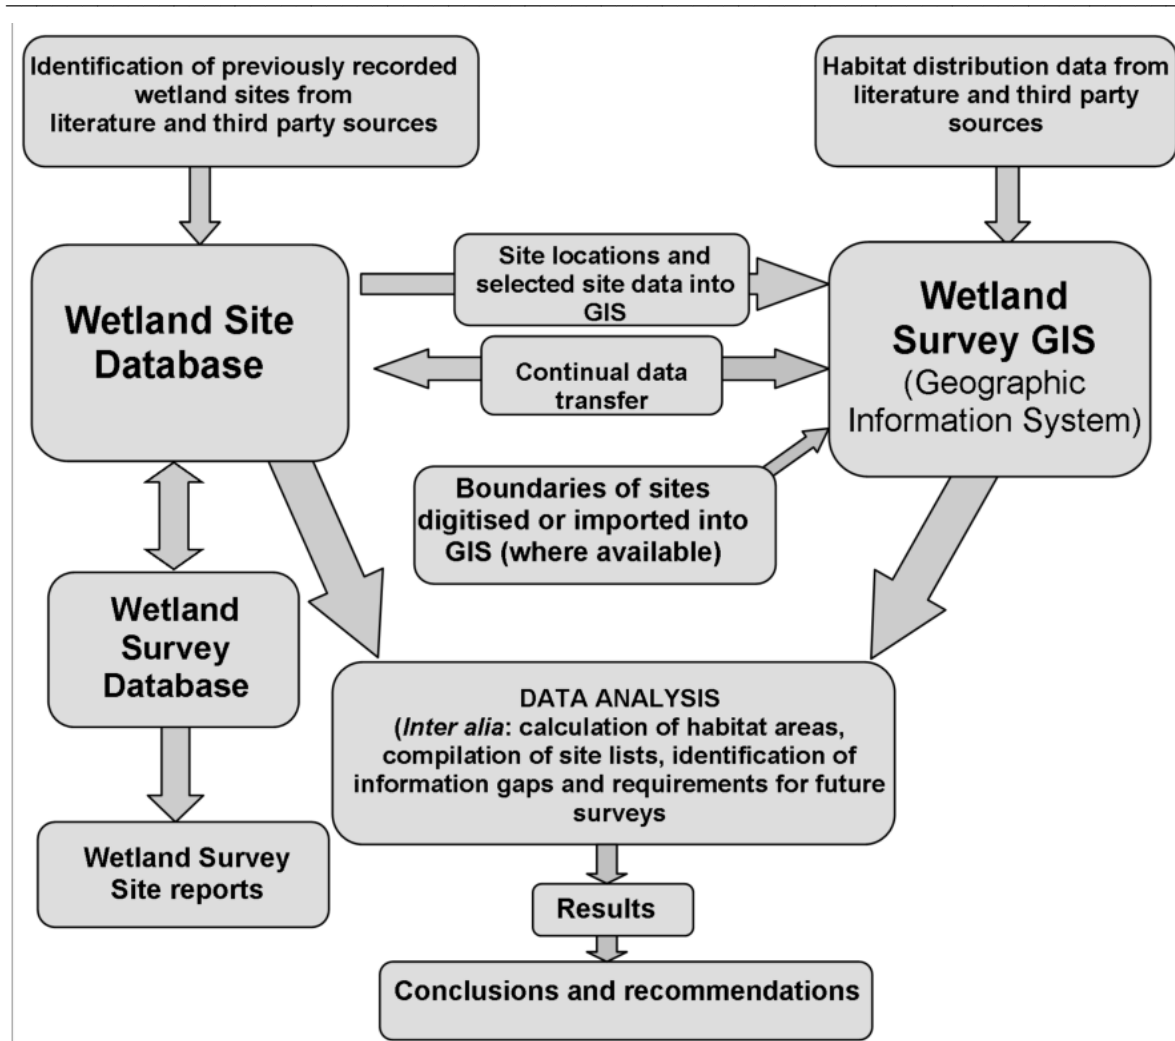 Identification of previously recorded
wetland sites from
literature and third party sources
Habitat distribution data from
literature and third party
sources
Wetland Site
Database
Site locations and
selected site data into
GIS
Continual data
transfer
Wetland
Survey GIS
(Geographic
Information System)
Boundaries of sites
digitised or imported into
GIS (where available)
Wetland
Survey
Database
DATA ANALYSIS
(Inter alia: calculation of habitat areas,
compilation of site lists, identification of
information gaps and requirements for future
surveys
Wetland Survey
Site reports
Results
Conclusions and recommendations